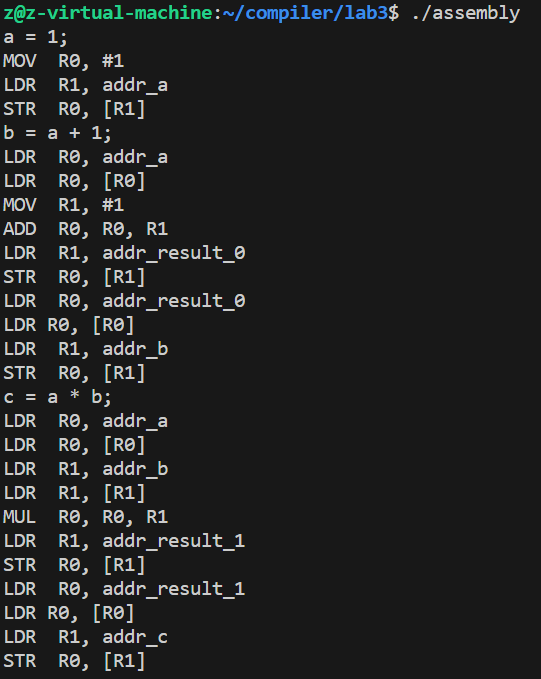 z@z-virtual-machine:~/compiler/lab3$ ./assembly
a = 1;
MOV  R0, #1
LDR  R1, addr_a
STR  R0, [R1]
b = a + 1;
LDR  R0, addr_a
LDR  R0, [R0]
MOV  R1, #1
ADD  R0, R0, R1
LDR  R1, addr_result_0
STR  R0, [R1]
LDR  R0, addr_result_0
LDR R0, [R0]
LDR  R1, addr_b
STR  R0, [R1]
c = a * b;
LDR  R0, addr_a
LDR  R0, [R0]
LDR  R1, addr_b
LDR  R1, [R1]
MUL  R0, R0, R1
LDR  R1, addr_result_1
STR  R0, [R1]
LDR  R0, addr_result_1
LDR R0, [R0]
LDR  R1, addr_c
STR  R0, [R1]